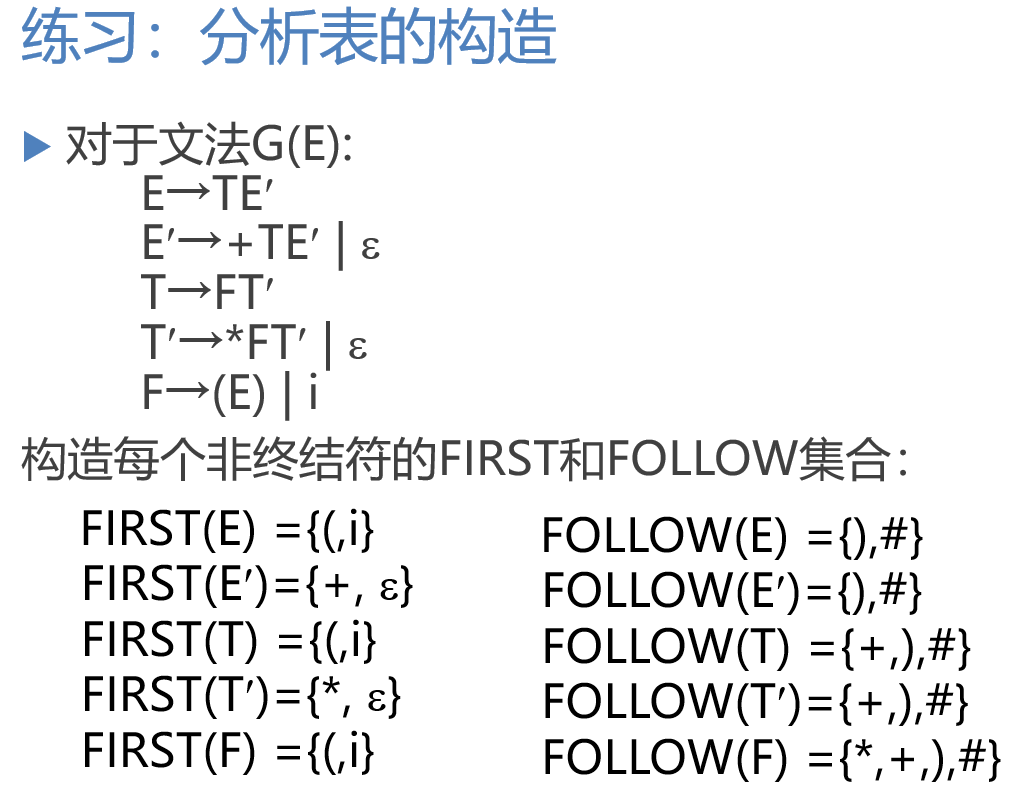 练习：分析表的构造
对于文法G(E):
E→TE′
E′→+TE′ | ε
T→FT′
T′→*FT′ | ε
F→(E) | i
构造每个非终结符的FIRST和FOLLOW集合：
FIRST(E) ={(,i}
FIRST(E′)={+, ε}
FIRST(T) ={(,i}
FIRST(T′)={*, ε}
FIRST(F) ={(,i}
FOLLOW(E) ={),#}
FOLLOW(E′)={),#}
FOLLOW(T) ={+,),#}
FOLLOW(T′)={+,),#}
FOLLOW(F) ={*,+,),#}